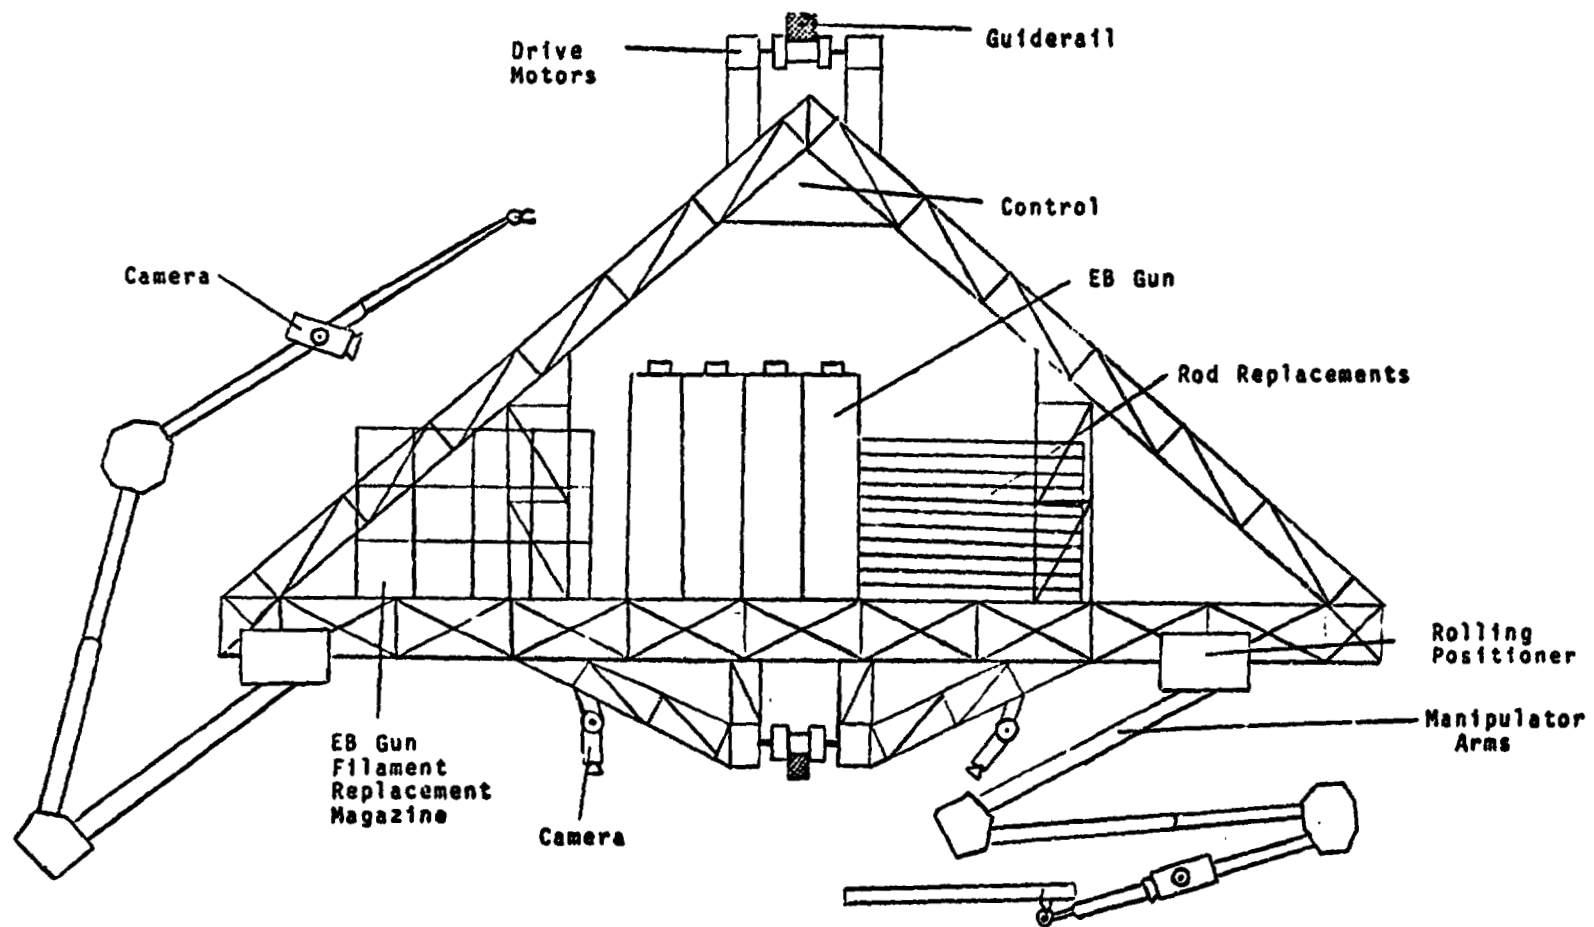 Guiderail
Drive
Motors
Control
Camera
EB Gun
Rod Replacements
Rolling
Positioner
Manipulator
Arms
EB Gun
Filament
Replacement
Magazine
Camera